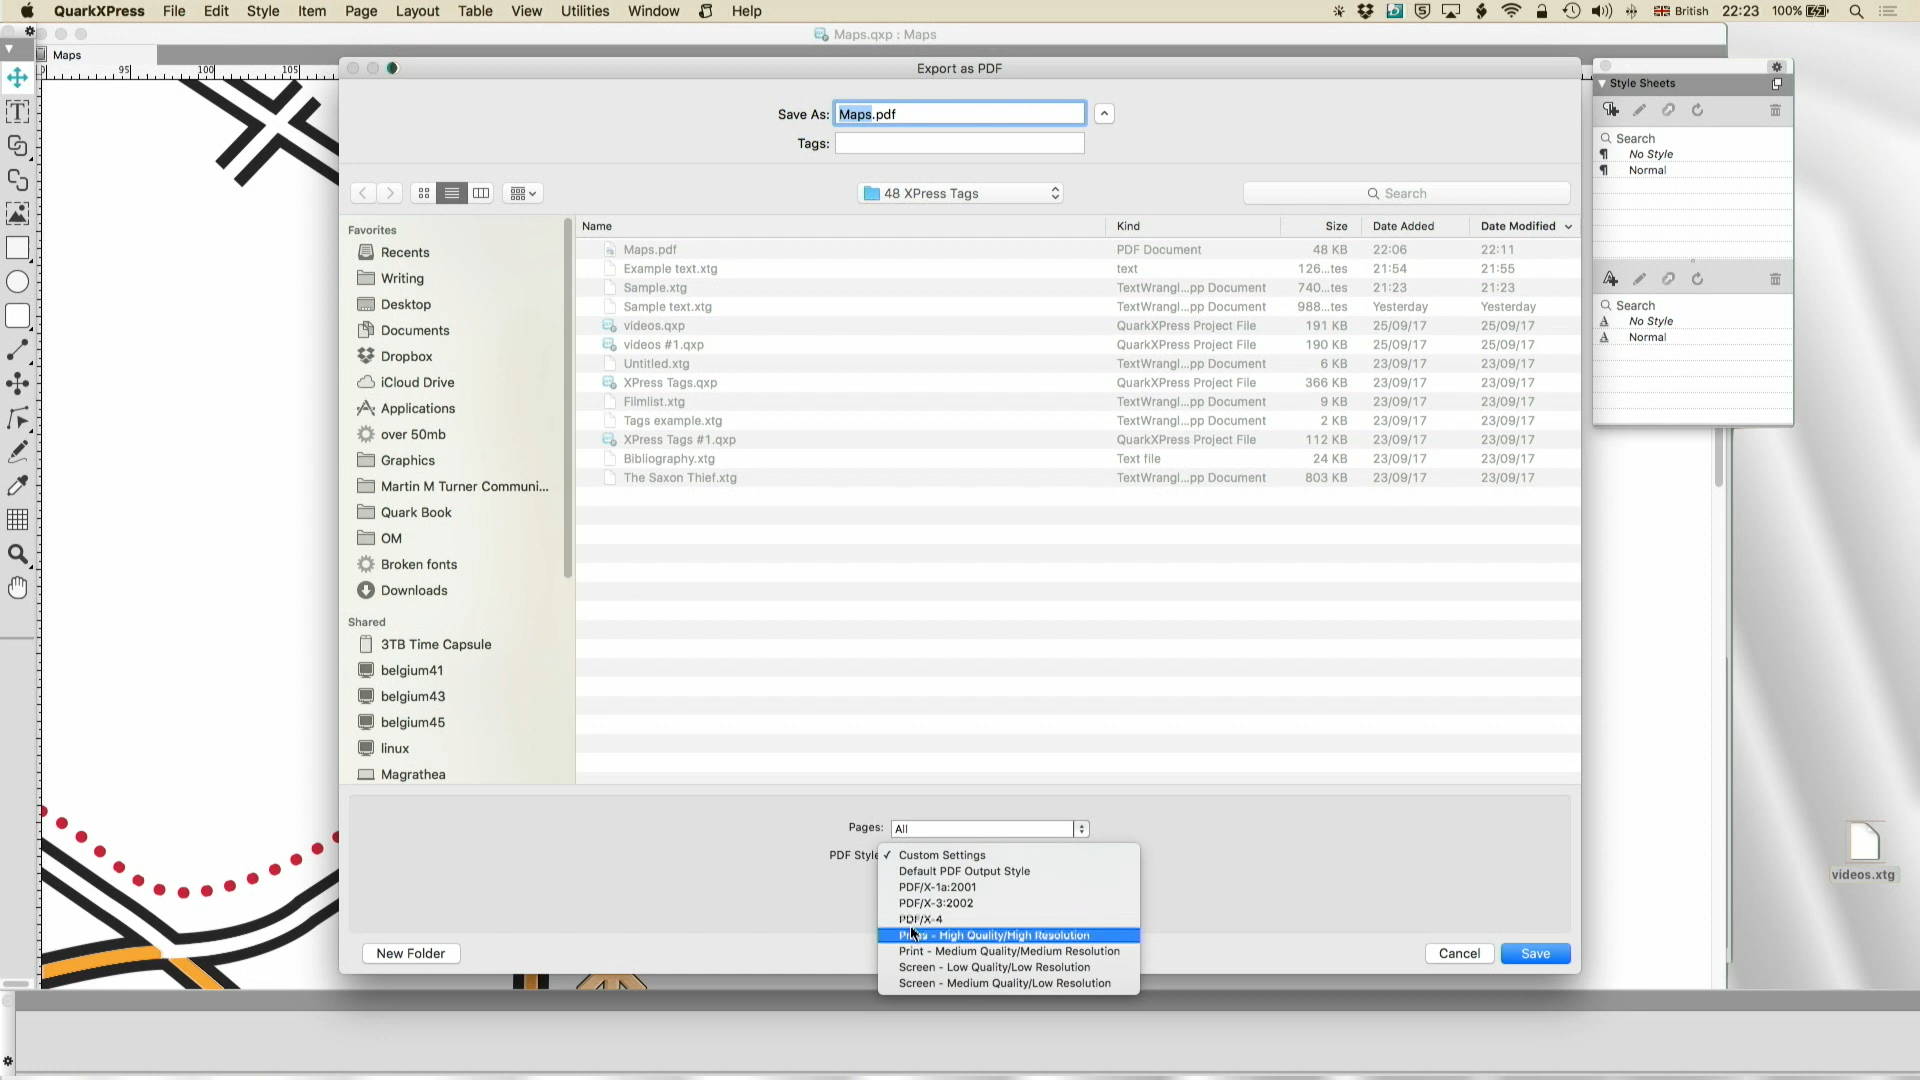 QuarkXPress File Edit Style Item Page Layout Table View Utilities Window Help British 22:23 100%
Maps.qxp : Maps
Maps
95 100 105
Export as PDF
Save As: Maps.pdf
Tags:
48 XPress Tags
Search
Favorites
Recents
Writing
Desktop
Documents
Dropbox
iCloud Drive
Applications
over 50mb
Graphics
Martin M Turner Communi...
Quark Book
OM
Broken fonts
Downloads
Shared
3TB Time Capsule
belgium41
belgium43
belgium45
linux
Magrathea
Name Kind Size Date Added Date Modified
Maps.pdf PDF Document 48 KB 22:06 22:11
Example text.xtg text 126...tes 21:54 21:55
Sample.xtg TextWrangl...pp Document 740...tes 21:23 21:23
Sample text.xtg TextWrangl...pp Document 988...tes Yesterday Yesterday
videos.qxp QuarkXPress Project File 191 KB 25/09/17 25/09/17
videos #1.qxp QuarkXPress Project File 190 KB 25/09/17 25/09/17
Untitled.xtg TextWrangl...pp Document 6 KB 23/09/17 23/09/17
XPress Tags.qxp QuarkXPress Project File 366 KB 23/09/17 23/09/17
Filmlist.xtg TextWrangl...pp Document 9 KB 23/09/17 23/09/17
Tags example.xtg TextWrangl...pp Document 2 KB 23/09/17 23/09/17
XPress Tags #1.qxp QuarkXPress Project File 112 KB 23/09/17 23/09/17
Bibliography.xtg Text file 24 KB 23/09/17 23/09/17
The Saxon Thief.xtg TextWrangl...pp Document 803 KB 23/09/17 23/09/17
Pages: All
PDF Style
✓ Custom Settings
Default PDF Output Style
PDF/X-1a:2001
PDF/X-3:2002
PDF/X-4
- High Quality/High Resolution
Print - Medium Quality/Medium Resolution
Screen - Low Quality/Low Resolution
Screen - Medium Quality/Low Resolution
New Folder
Cancel
Save
Style Sheets
Search
¶ No Style
¶ Normal
Search
A No Style
A Normal
videos.xtg